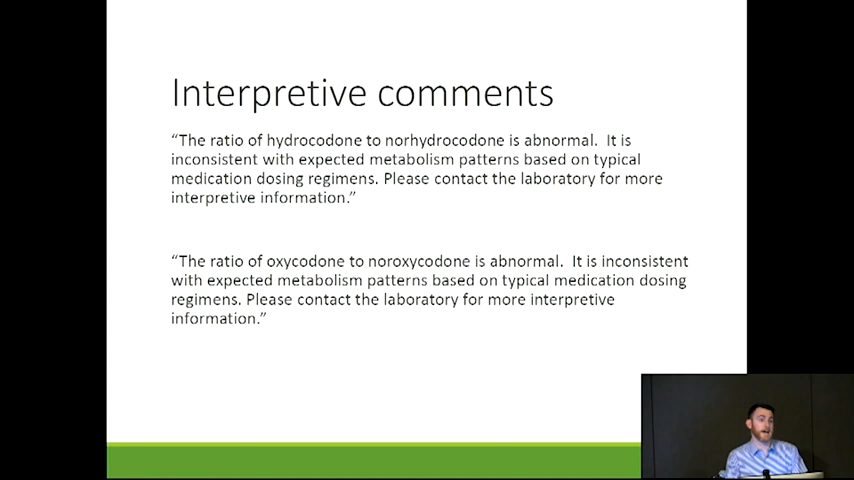 Interpretive comments
“The ratio of hydrocodone to norhydrocodone is abnormal.  It is
inconsistent with expected metabolism patterns based on typical
medication dosing regimens. Please contact the laboratory for more
interpretive information.”
“The ratio of oxycodone to noroxycodone is abnormal.  It is inconsistent
with expected metabolism patterns based on typical medication dosing
regimens. Please contact the laboratory for more interpretive
information.”